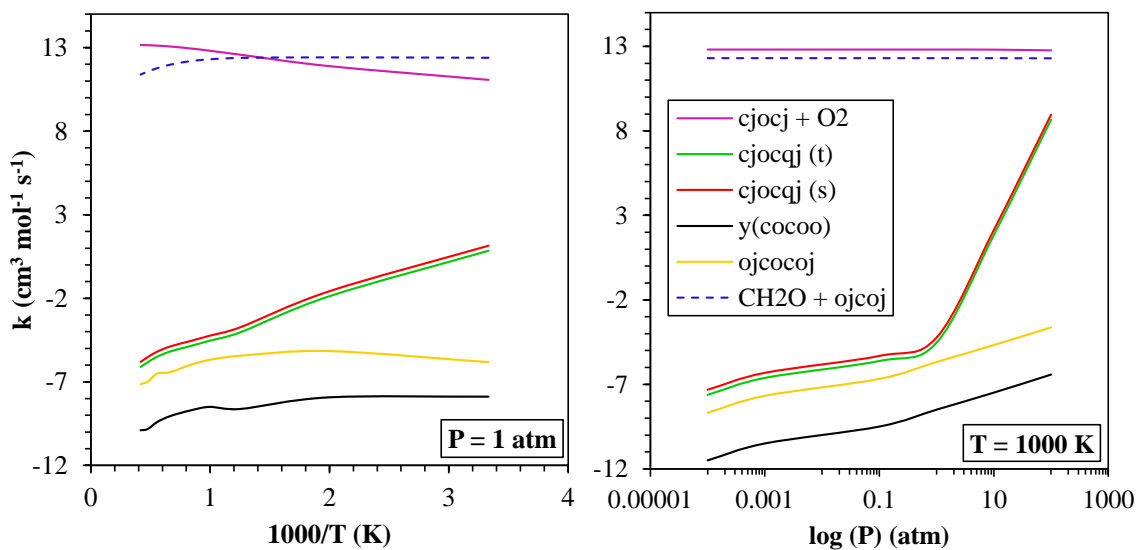 k (cm³ mol⁻¹ s⁻¹)
13
8
3
-2
-7
-12
0
1
2
3
4
1000/T (K)
P = 1 atm
13
8
3
-2
-7
-12
0.00001
0.001
0.1
10
1000
log (P) (atm)
cjocj + O2
cjocqj (t)
cjocqj (s)
y(cocoo)
ojcocoj
CH2O + ojcoj
T = 1000 K